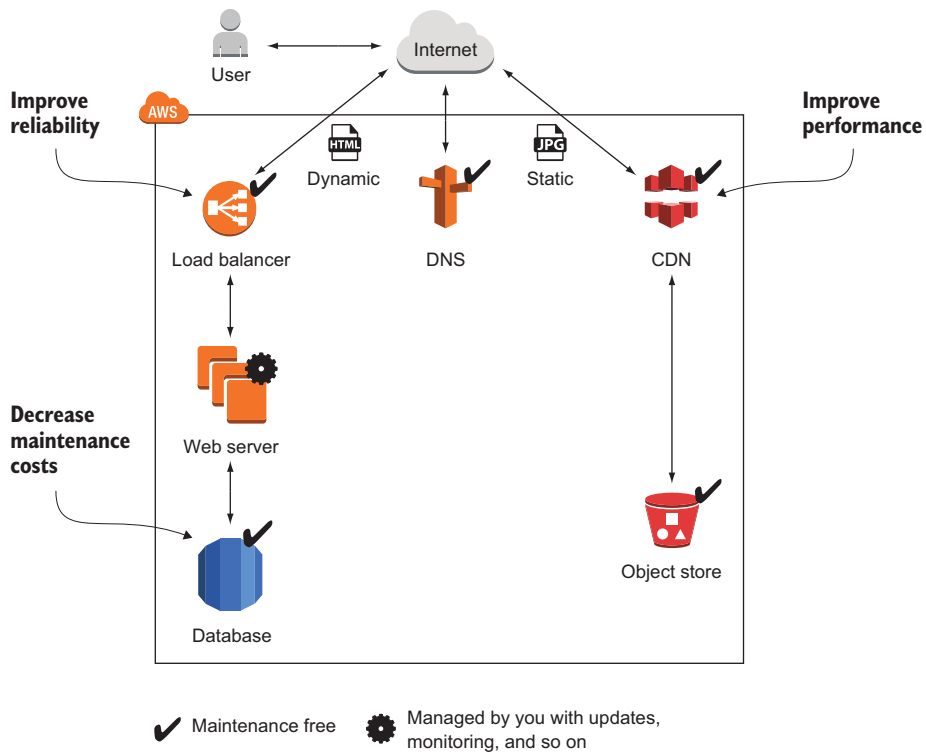 User
Internet
Improve
reliability
AWS
Improve
performance
HTML
Dynamic
JPG
Static
Load balancer
DNS
CDN
Decrease
maintenance
costs
Web server
Object store
Database
Maintenance free
Managed by you with updates,
monitoring, and so on